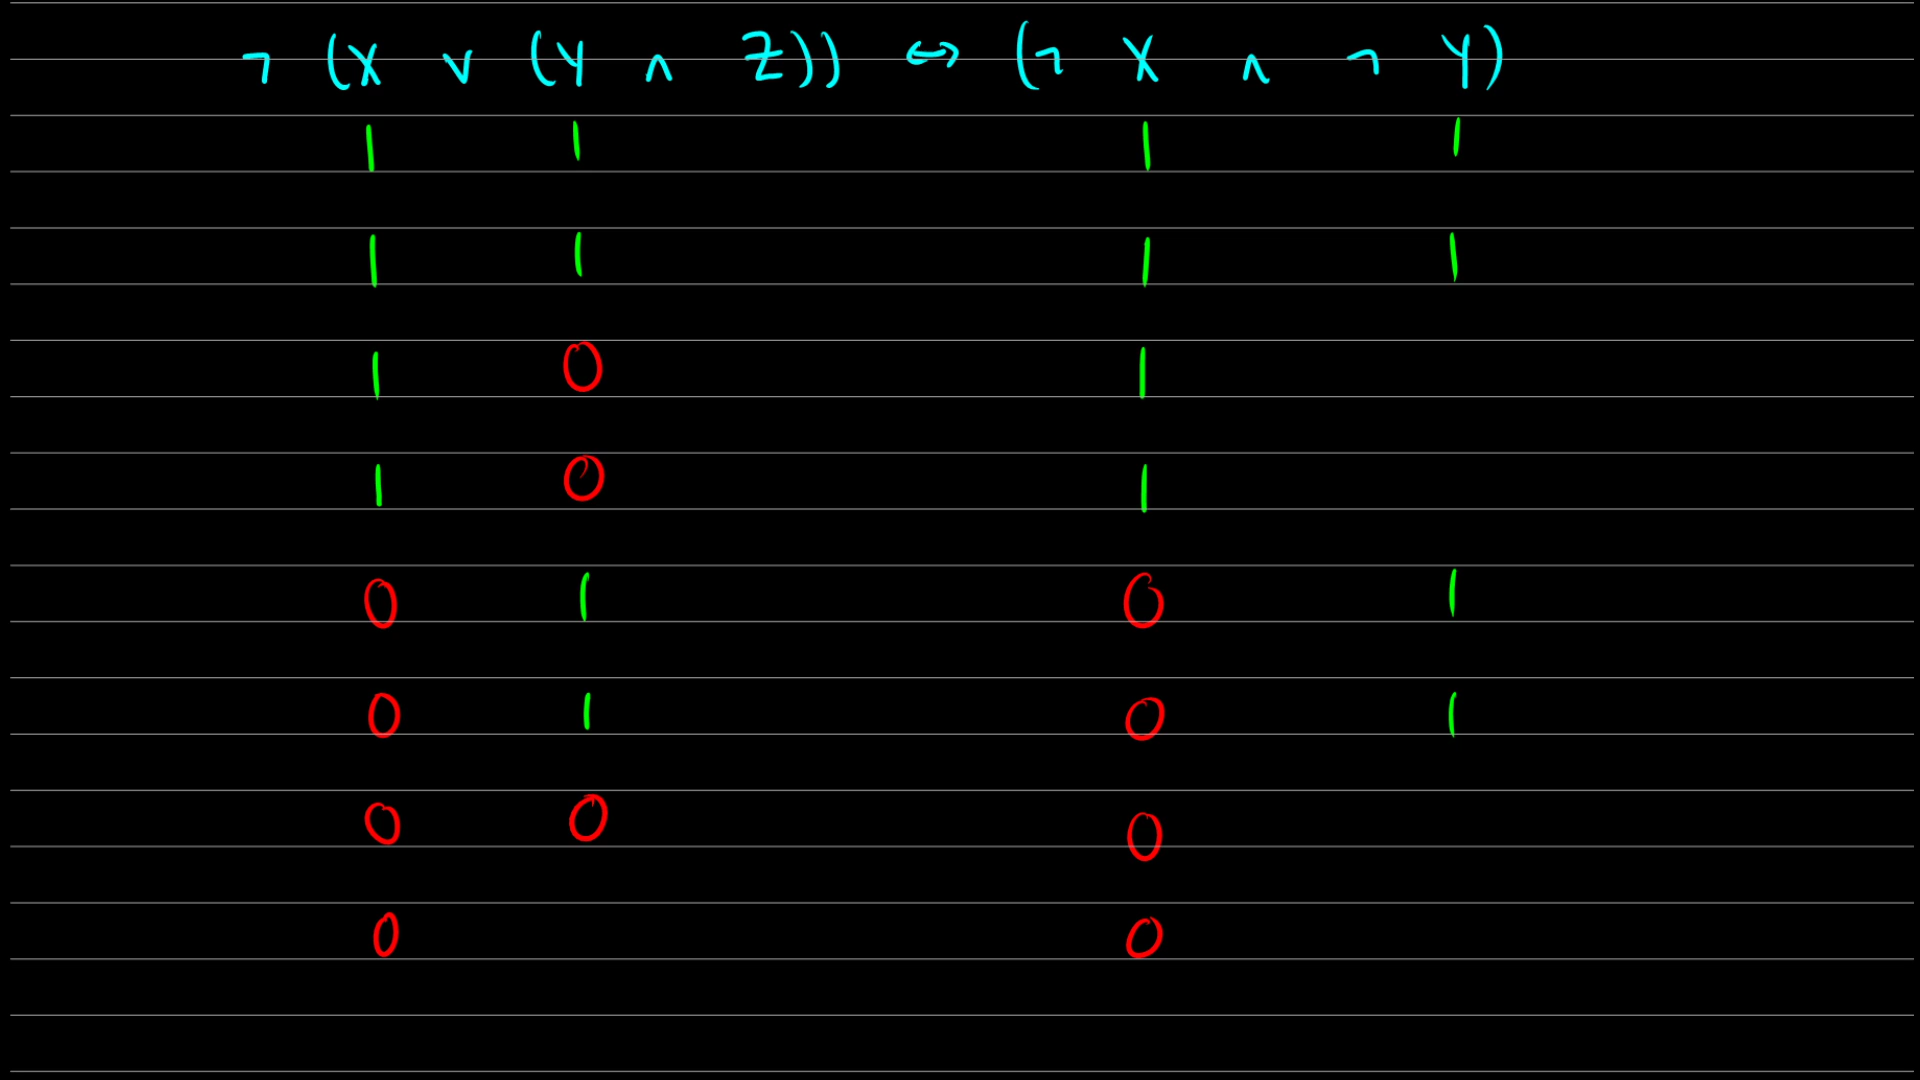 ¬ (X ∨ (Y ∧ Z)) ↔ (¬ X ∧ ¬ Y)
1 1 1 1
1 1 1 1
1 0 1
1 0 1
0 1 0 1
0 1 0 1
0 0 0
0 0